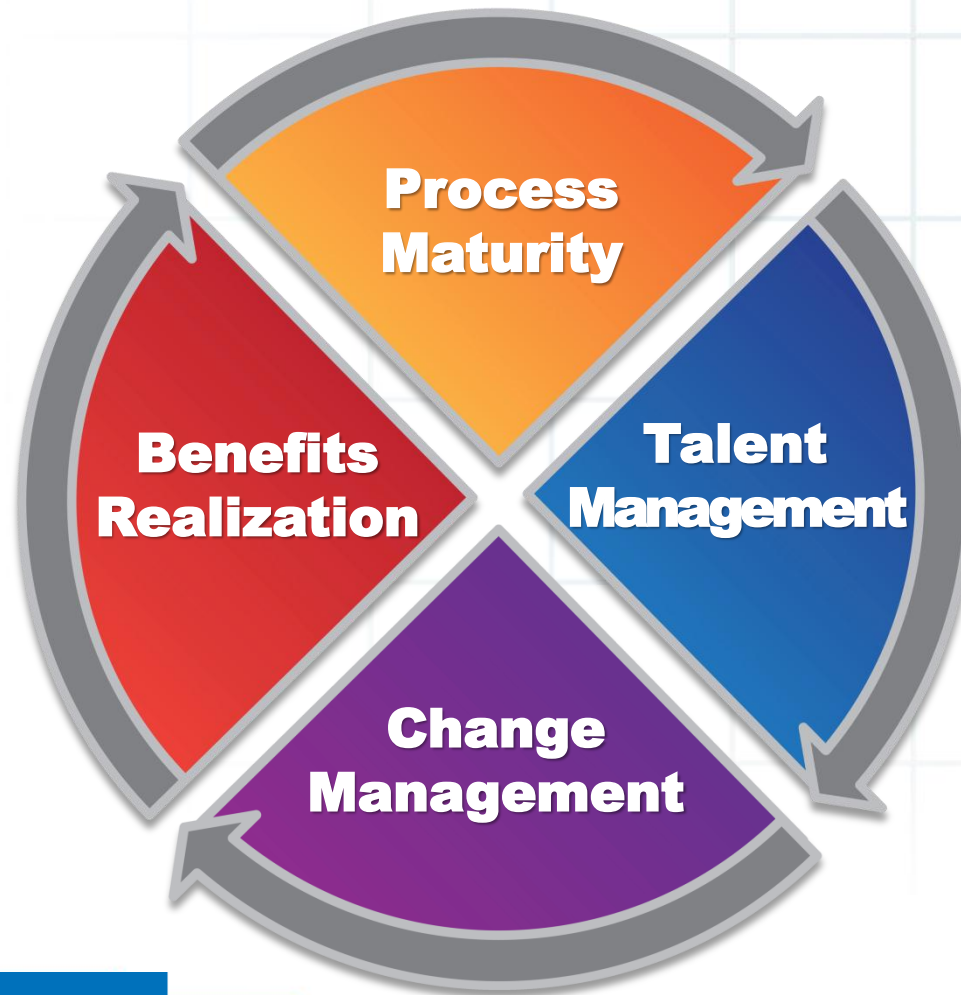 Process
Maturity
Talent
Management
Change
Management
Benefits
Realization